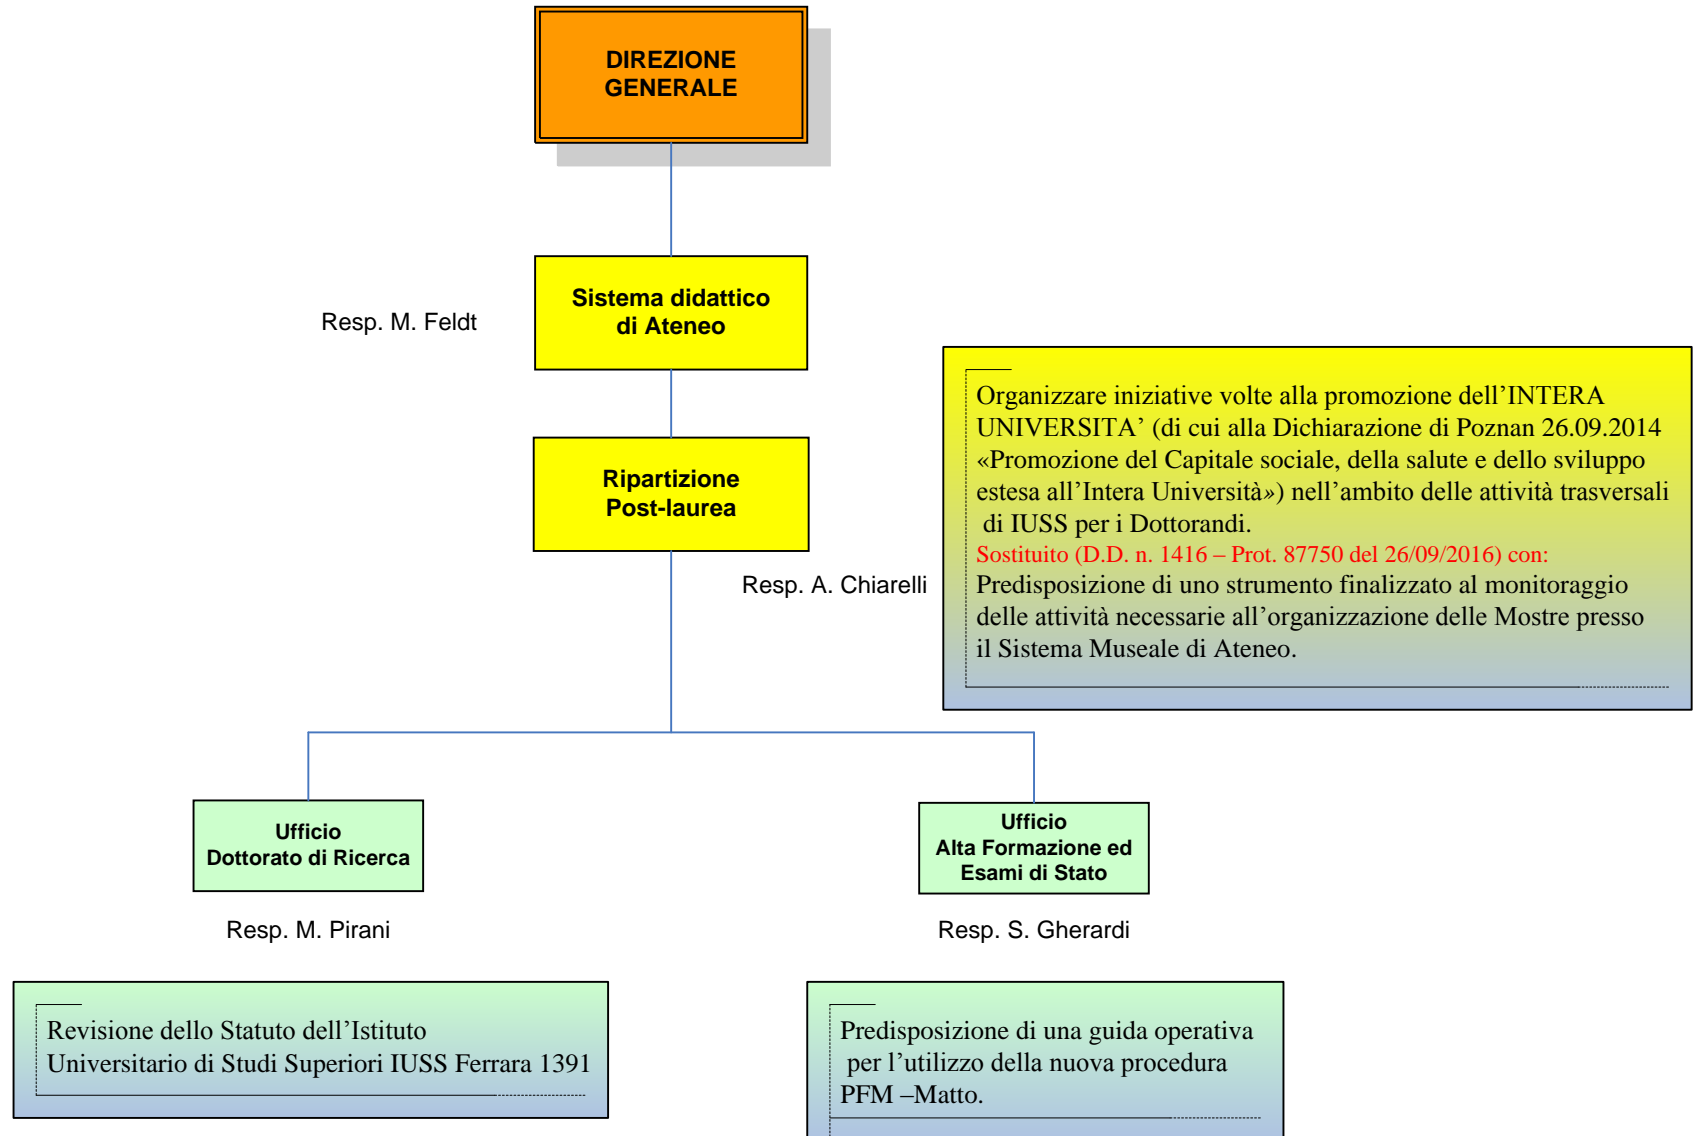 DIREZIONE
GENERALE
Sistema didattico
di Ateneo
Resp. M. Feldt
Ripartizione
Post-laurea
Resp. A. Chiarelli
Organizzare iniziative volte alla promozione dell’INTERA
UNIVERSITA’ (di cui alla Dichiarazione di Poznan 26.09.2014
«Promozione del Capitale sociale, della salute e dello sviluppo
estesa all’Intera Università») nell’ambito delle attività trasversali
di IUSS per i Dottorandi.
Sostituito (D.D. n. 1416 – Prot. 87750 del 26/09/2016) con:
Predisposizione di uno strumento finalizzato al monitoraggio
delle attività necessarie all’organizzazione delle Mostre presso
il Sistema Museale di Ateneo.
Ufficio
Dottorato di Ricerca
Resp. M. Pirani
Revisione dello Statuto dell’Istituto
Universitario di Studi Superiori IUSS Ferrara 1391
Ufficio
Alta Formazione ed
Esami di Stato
Resp. S. Gherardi
Predisposizione di una guida operativa
per l’utilizzo della nuova procedura
PFM –Matto.